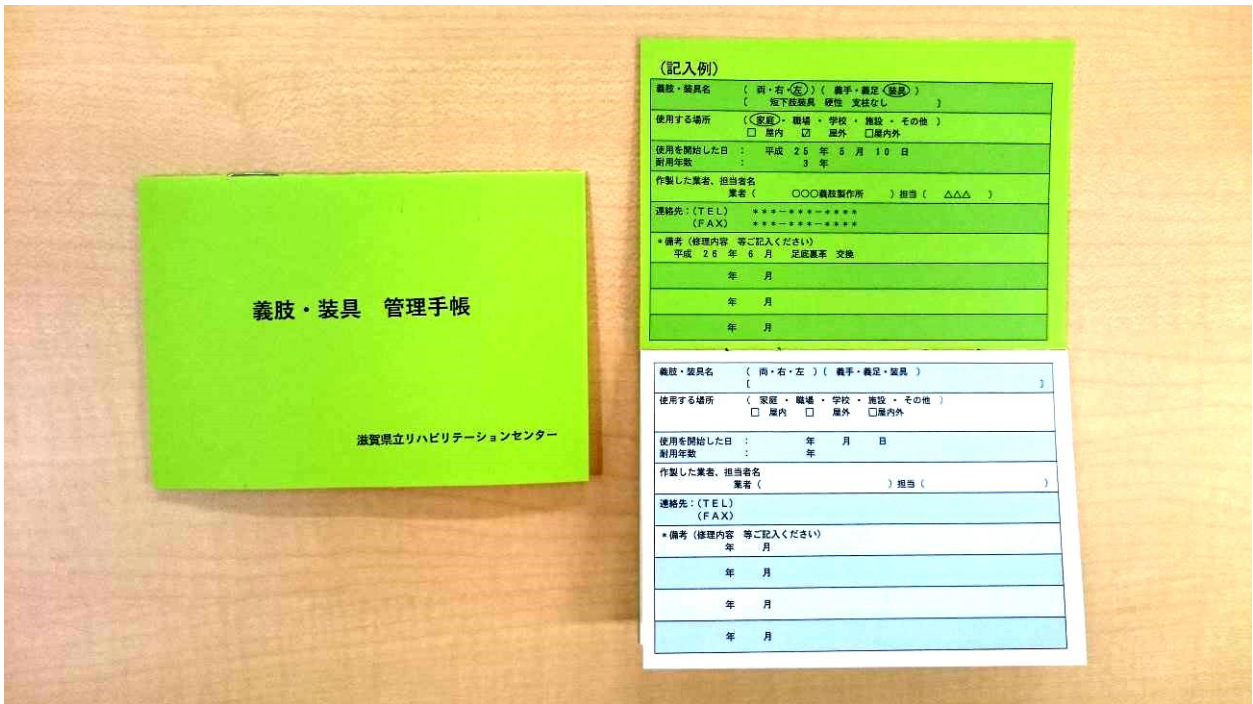 義肢・装具 管理手帳
滋賀県立リハビリテーションセンター
(記入例)
義肢・装具名 ( 両・右・左 ) ( 義手・義足・装具 )
[ 短下肢装具 硬性 支柱なし ]
使用する場所 ( 家庭・ 職場 ・ 学校 ・ 施設 ・ その他 )
□ 屋内 ☑ 屋外 □屋内外
使用を開始した日 : 平成 25 年 5 月 10 日
耐用年数 : 3 年
作製した業者、担当者名
業者 ( ○○○義肢製作所 ) 担当 ( △△△ )
連絡先:(TEL) ***-***-****
(FAX) ***-***-****
*備考 (修理内容 等ご記入ください)
平成 26 年 6 月 足底裏革 交換
年 月
年 月
年 月
義肢・装具名 ( 両・右・左 ) ( 義手・義足・装具 )
[ ]
使用する場所 ( 家庭 ・ 職場 ・ 学校 ・ 施設 ・ その他 )
□ 屋内 □ 屋外 □屋内外
使用を開始した日 : 年 月 日
耐用年数 : 年
作製した業者、担当者名
業者 ( ) 担当 ( )
連絡先:(TEL)
(FAX)
*備考 (修理内容 等ご記入ください)
年 月
年 月
年 月
年 月